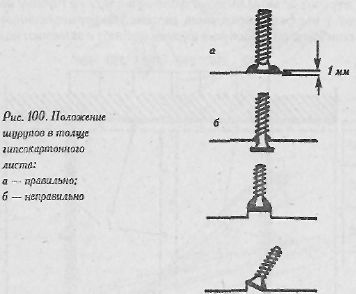 а
1 мм
Рис. 100. Положение
шурупов в толще
гипсокартонного
листа:
а — правильно;
б — неправильно
б